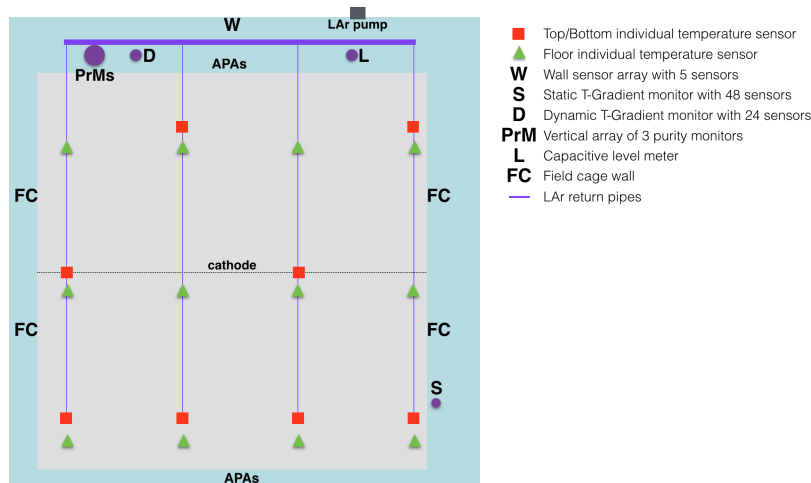 LAr pump
W
D
L
PrMs
APAs
FC
FC
cathode
FC
FC
S
APAs
Top/Bottom individual temperature sensor
Floor individual temperature sensor
W Wall sensor array with 5 sensors
S Static T-Gradient monitor with 48 sensors
D Dynamic T-Gradient monitor with 24 sensors
PrM Vertical array of 3 purity monitors
L Capacitive level meter
FC Field cage wall
LAr return pipes